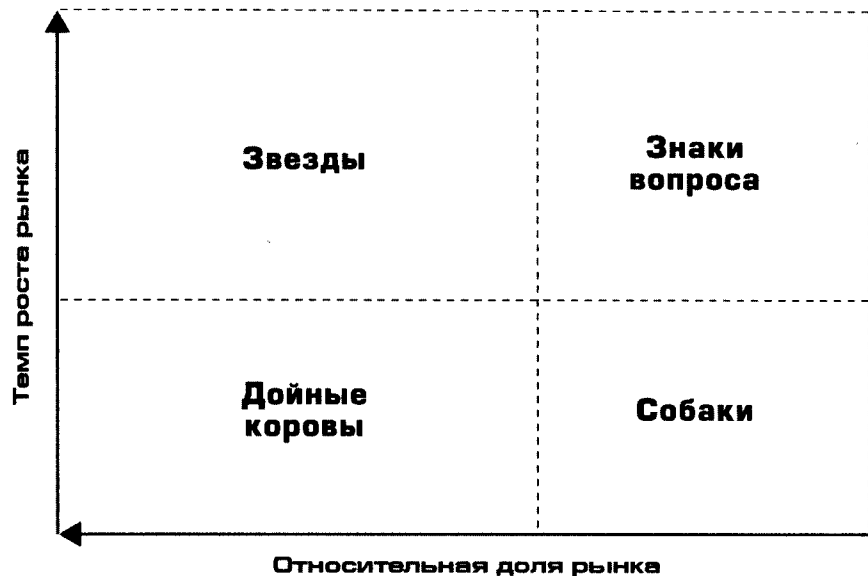 Темп роста рынка
Звезды
Знаки
вопроса
Дойные
коровы
Собаки
Относительная доля рынка